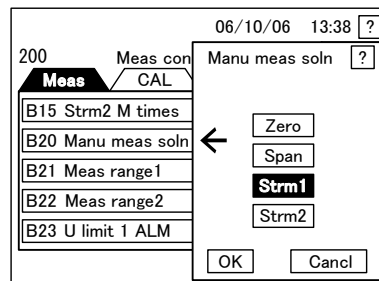 06/10/06 13:38 ?
200 Meas con
Meas CAL
B15 Strm2 M times
B20 Manu meas soln
B21 Meas range1
B22 Meas range2
B23 U limit 1 ALM
Manu meas soln ?
←
Zero
Span
Strm1
Strm2
OK Cancl